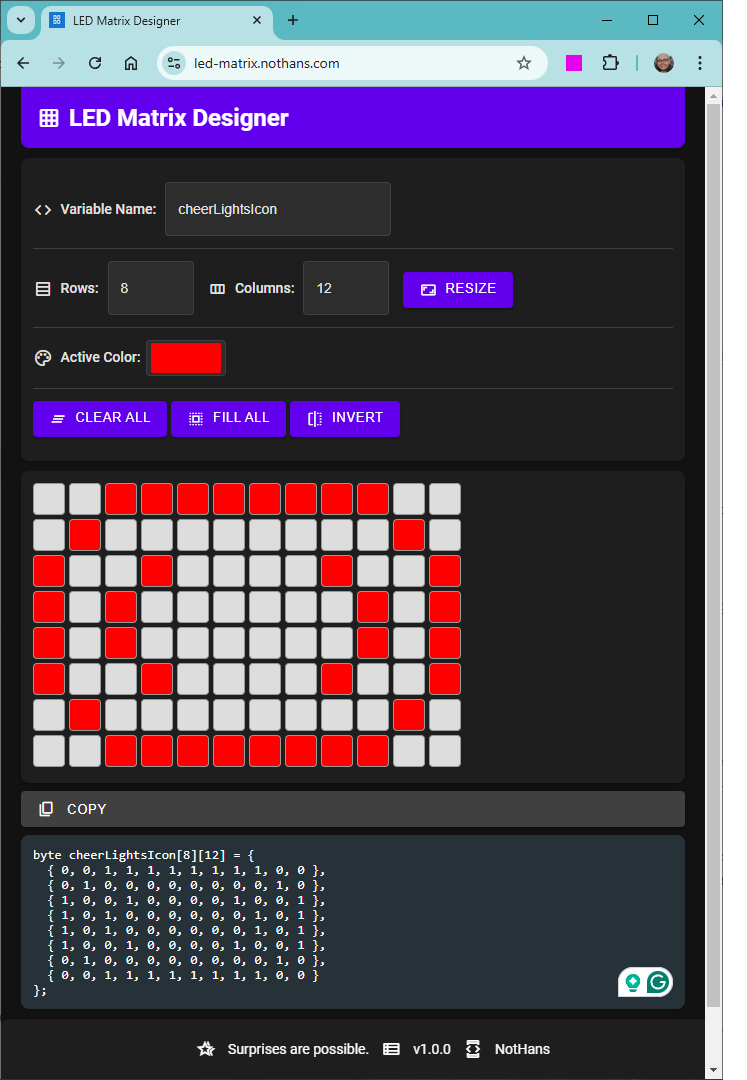 LED Matrix Designer
led-matrix.nothans.com
LED Matrix Designer
Variable Name: cheerLightsIcon
Rows: 8 Columns: 12 RESIZE
Active Color:
CLEAR ALL FILL ALL INVERT
COPY
byte cheerLightsIcon[8][12] = {
  { 0, 0, 1, 1, 1, 1, 1, 1, 1, 1, 0, 0 },
  { 0, 1, 0, 0, 0, 0, 0, 0, 0, 0, 1, 0 },
  { 1, 0, 0, 1, 0, 0, 0, 0, 1, 0, 0, 1 },
  { 1, 0, 1, 0, 0, 0, 0, 0, 0, 1, 0, 1 },
  { 1, 0, 1, 0, 0, 0, 0, 0, 0, 1, 0, 1 },
  { 1, 0, 0, 1, 0, 0, 0, 0, 1, 0, 0, 1 },
  { 0, 1, 0, 0, 0, 0, 0, 0, 0, 0, 1, 0 },
  { 0, 0, 1, 1, 1, 1, 1, 1, 1, 1, 0, 0 }
};
Surprises are possible. v1.0.0 NotHans